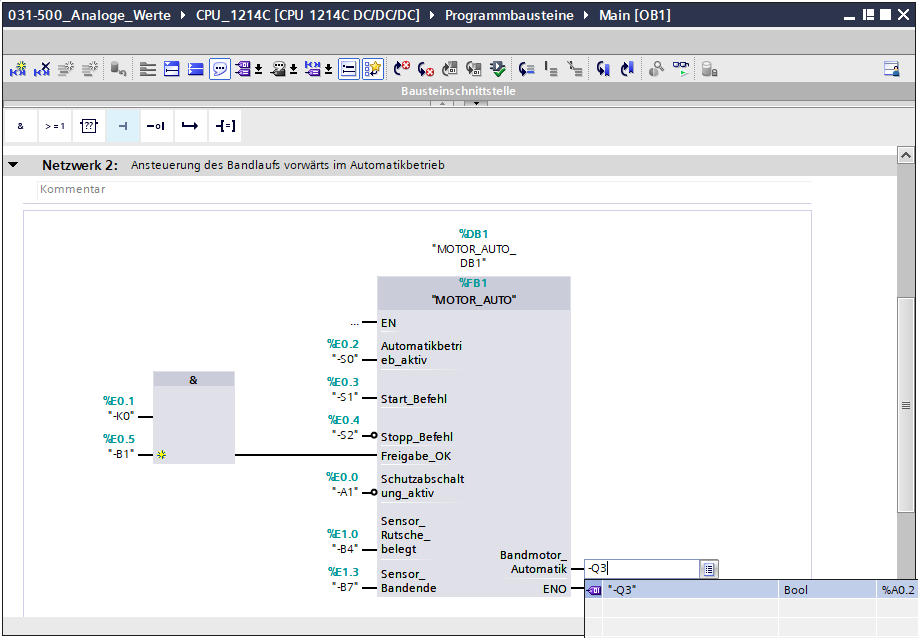 031-500_Analoge_Werte ▸ CPU_1214C [CPU 1214C DC/DC/DC] ▸ Programmbausteine ▸ Main [OB1]
Bausteinschnittstelle
& >=1 ?? ⊣ -o| ↦ -[=]
Netzwerk 2: Ansteuerung des Bandlaufs vorwärts im Automatikbetrieb
Kommentar
%DB1
"MOTOR_AUTO_
DB1"
%FB1
"MOTOR_AUTO"
... EN
%E0.2
"-S0"
Automatikbetri
eb_aktiv
%E0.3
"-S1"
Start_Befehl
%E0.4
"-S2"
Stopp_Befehl
&
%E0.1
"-K0"
%E0.5
"-B1"
Freigabe_OK
%E0.0
"-A1"
Schutzabschalt
ung_aktiv
%E1.0
"-B4"
Sensor_
Rutsche_
belegt
%E1.3
"-B7"
Sensor_
Bandende
Bandmotor_
Automatik
-Q3
ENO
"-Q3" Bool %A0.2